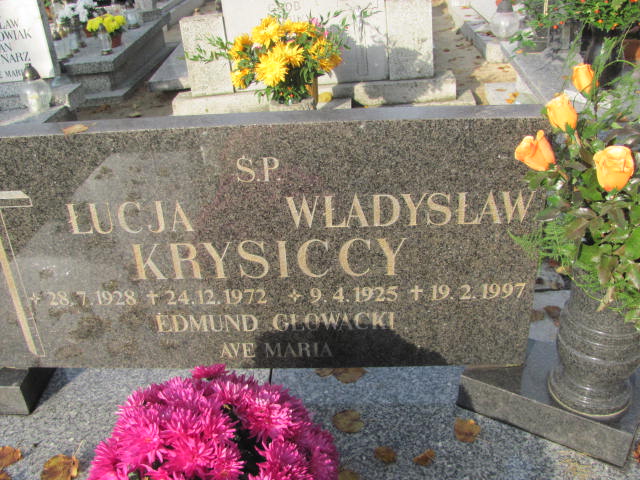 Ś.P.
ŁUCJA WŁADYSŁAW
KRYSICCY
28.7.1928 + 24.12.1972 9.4.1925 + 19.2.1997
EDMUND GŁOWACKI
AVE MARIA
NARZ